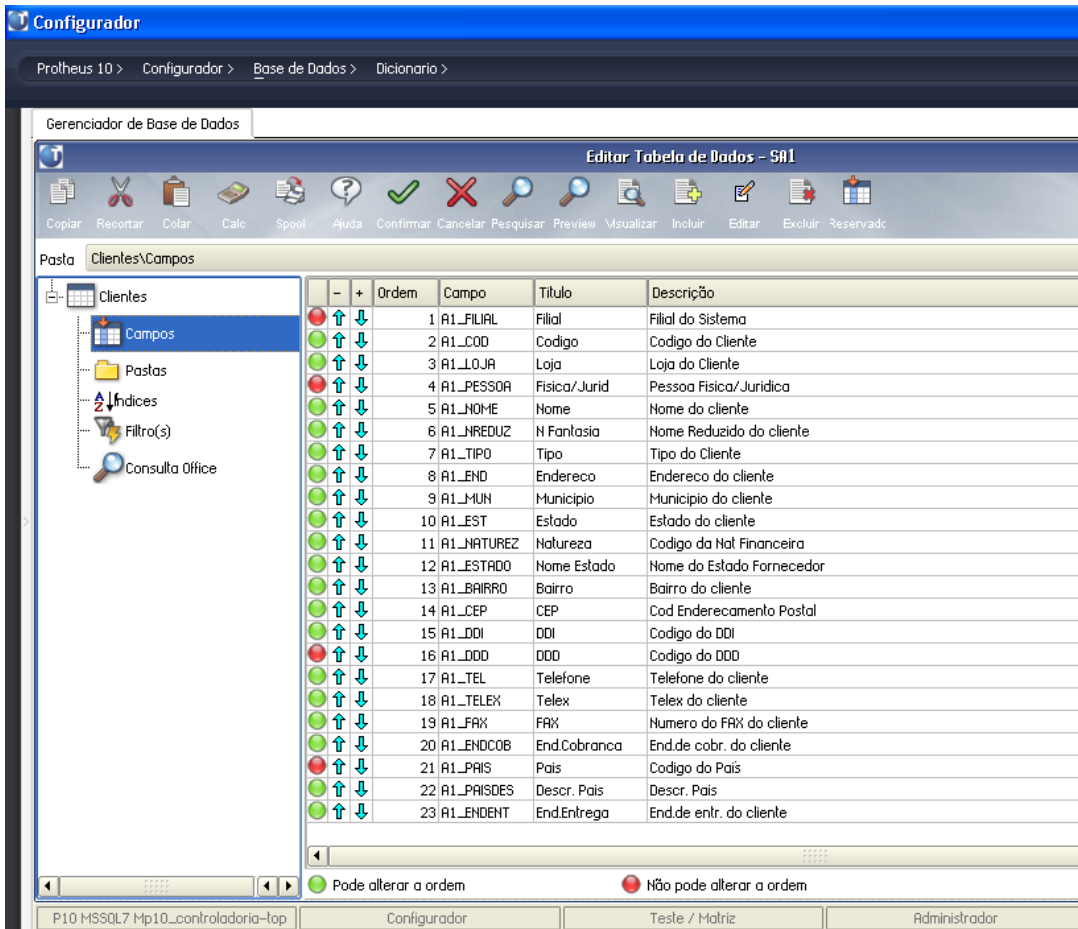 Configurador
Protheus 10 > Configurador > Base de Dados > Dicionario >
Gerenciador de Base de Dados
Editar Tabela de Dados - SA1
Copiar Recortar Colar Calc Spool Ajuda Confirmar Cancelar Pesquisar Preview Visualizar Incluir Editar Excluir Reservado
Pasta Clientes\Campos
Clientes
Campos
Pastas
Índices
Filtro(s)
Consulta Office
- + Ordem Campo Titulo Descrição
1 A1_FILIAL Filial Filial do Sistema
2 A1_COD Codigo Codigo do Cliente
3 A1_LOJA Loja Loja do Cliente
4 A1_PESSOA Fisica/Jurid Pessoa Fisica/Juridica
5 A1_NOME Nome Nome do cliente
6 A1_NREDUZ N Fantasia Nome Reduzido do cliente
7 A1_TIPO Tipo Tipo do Cliente
8 A1_END Endereco Endereco do cliente
9 A1_MUN Municipio Municipio do cliente
10 A1_EST Estado Estado do cliente
11 A1_NATUREZ Natureza Codigo da Nat Financeira
12 A1_ESTADO Nome Estado Nome do Estado Fornecedor
13 A1_BAIRRO Bairro Bairro do cliente
14 A1_CEP CEP Cod Enderecamento Postal
15 A1_DDI DDI Codigo do DDI
16 A1_DDD DDD Codigo do DDD
17 A1_TEL Telefone Telefone do cliente
18 A1_TELEX Telex Telex do cliente
19 A1_FAX FAX Numero do FAX do cliente
20 A1_ENDCOB End.Cobranca End.de cobr. do cliente
21 A1_PAIS Pais Codigo do País
22 A1_PAISDES Descr. Pais Descr. Pais
23 A1_ENDENT End.Entrega End.de entr. do cliente
Pode alterar a ordem Não pode alterar a ordem
P10 MSSQL7 Mp10_controladoria-top Configurador Teste / Matriz Administrador